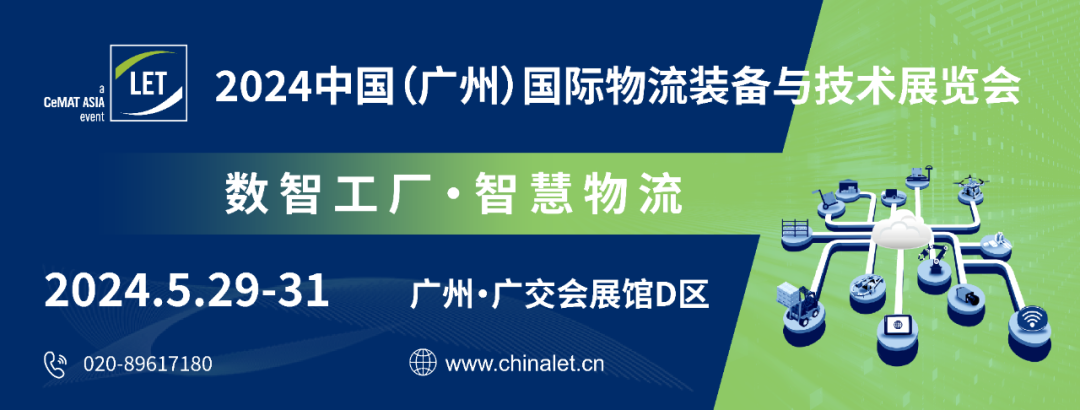 a
CeMAT ASIA
event
LET
2024中国（广州）国际物流装备与技术展览会
数智工厂·智慧物流
2024.5.29-31
广州·广交会展馆D区
020-89617180
www.chinalet.cn